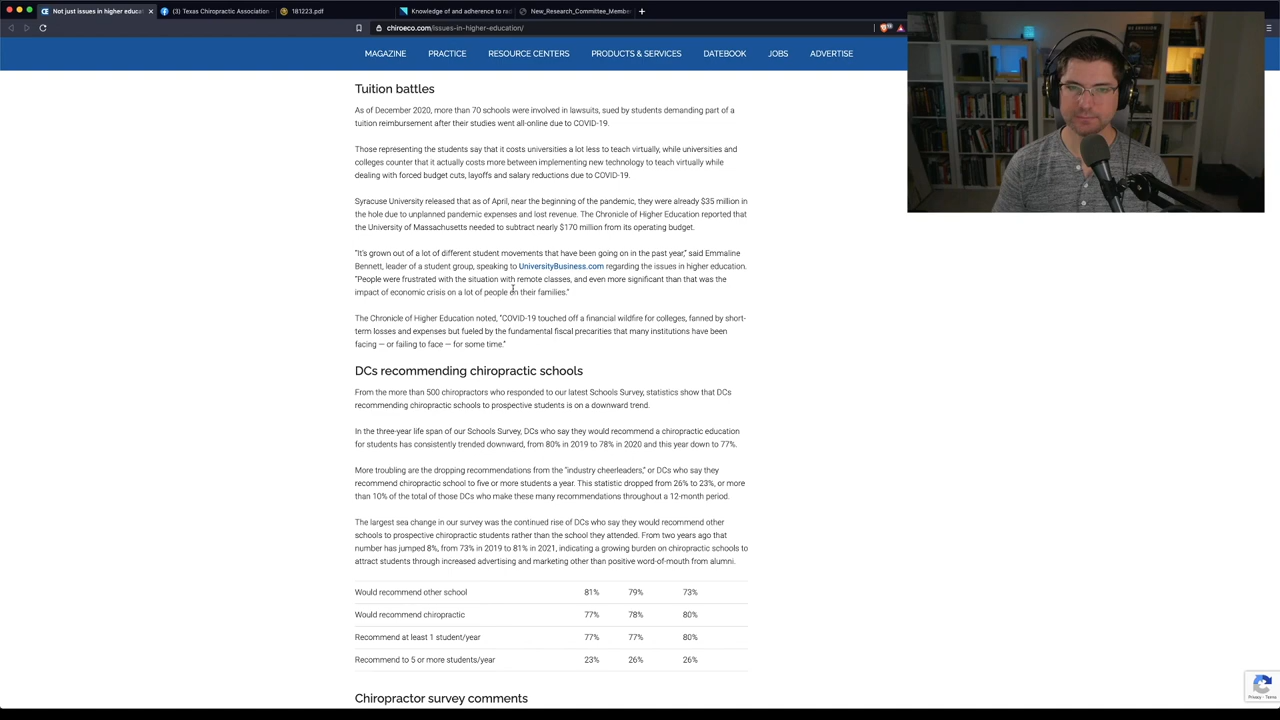 Not just issues in higher educat
(3) Texas Chiropractic Association
181223.pdf
Knowledge of and adherence to rad
New_Research_Committee_Membe
chiroeco.com/issues-in-higher-education/
MAGAZINE PRACTICE RESOURCE CENTERS PRODUCTS & SERVICES DATEBOOK JOBS ADVERTISE
Tuition battles
As of December 2020, more than 70 schools were involved in lawsuits, sued by students demanding part of a
tuition reimbursement after their studies went all-online due to COVID-19.
Those representing the students say that it costs universities a lot less to teach virtually, while universities and
colleges counter that it actually costs more between implementing new technology to teach virtually while
dealing with forced budget cuts, layoffs and salary reductions due to COVID-19.
Syracuse University released that as of April, near the beginning of the pandemic, they were already $35 million in
the hole due to unplanned pandemic expenses and lost revenue. The Chronicle of Higher Education reported that
the University of Massachusetts needed to subtract nearly $170 million from its operating budget.
“It’s grown out of a lot of different student movements that have been going on in the past year,” said Emmaline
Bennett, leader of a student group, speaking to UniversityBusiness.com regarding the issues in higher education.
“People were frustrated with the situation with remote classes, and even more significant than that was the
impact of economic crisis on a lot of people on their families.”
The Chronicle of Higher Education noted, “COVID-19 touched off a financial wildfire for colleges, fanned by short-
term losses and expenses but fueled by the fundamental fiscal precarities that many institutions have been
facing — or failing to face — for some time.”
DCs recommending chiropractic schools
From the more than 500 chiropractors who responded to our latest Schools Survey, statistics show that DCs
recommending chiropractic schools to prospective students is on a downward trend.
In the three-year life span of our Schools Survey, DCs who say they would recommend a chiropractic education
for students has consistently trended downward, from 80% in 2019 to 78% in 2020 and this year down to 77%.
More troubling are the dropping recommendations from the “industry cheerleaders,” or DCs who say they
recommend chiropractic school to five or more students a year. This statistic dropped from 26% to 23%, or more
than 10% of the total of those DCs who make these many recommendations throughout a 12-month period.
The largest sea change in our survey was the continued rise of DCs who say they would recommend other
schools to prospective chiropractic students rather than the school they attended. From two years ago that
number has jumped 8%, from 73% in 2019 to 81% in 2021, indicating a growing burden on chiropractic schools to
attract students through increased advertising and marketing other than positive word-of-mouth from alumni.
Would recommend other school 81% 79% 73%
Would recommend chiropractic 77% 78% 80%
Recommend at least 1 student/year 77% 77% 80%
Recommend to 5 or more students/year 23% 26% 26%
Chiropractor survey comments
Privacy - Terms